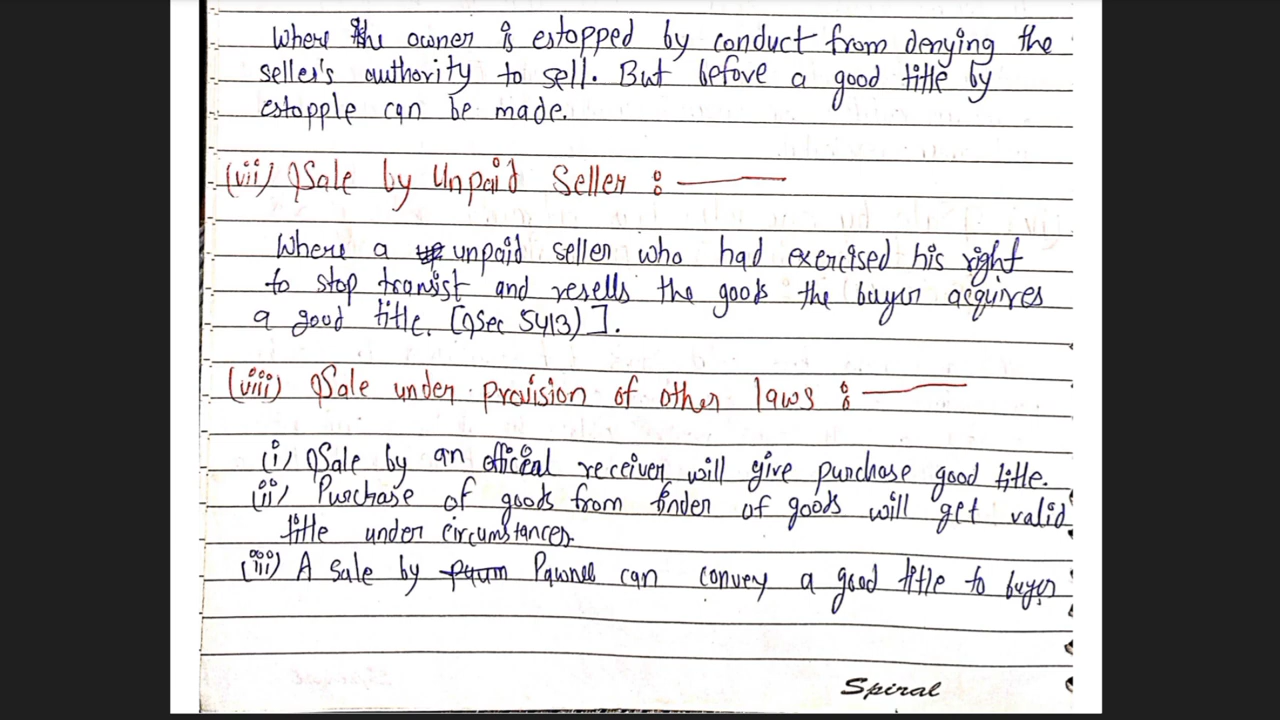 Where the owner is estopped by conduct from denying the
seller's authority to sell. But before a good title by
estopple can be made.
(vii) Sale by Unpaid Seller :
Where a unpaid seller who had exercised his right
to stop transist and resells the goods the buyer acquires
a good title. [Sec 54(3)].
(viii) Sale under provision of other laws :
(i) Sale by an official receiver will give purchase good title.
(ii) Purchase of goods from finder of goods will get valid
title under circumstances.
(iii) A sale by Pawnee can convey a good title to buyer
Spiral